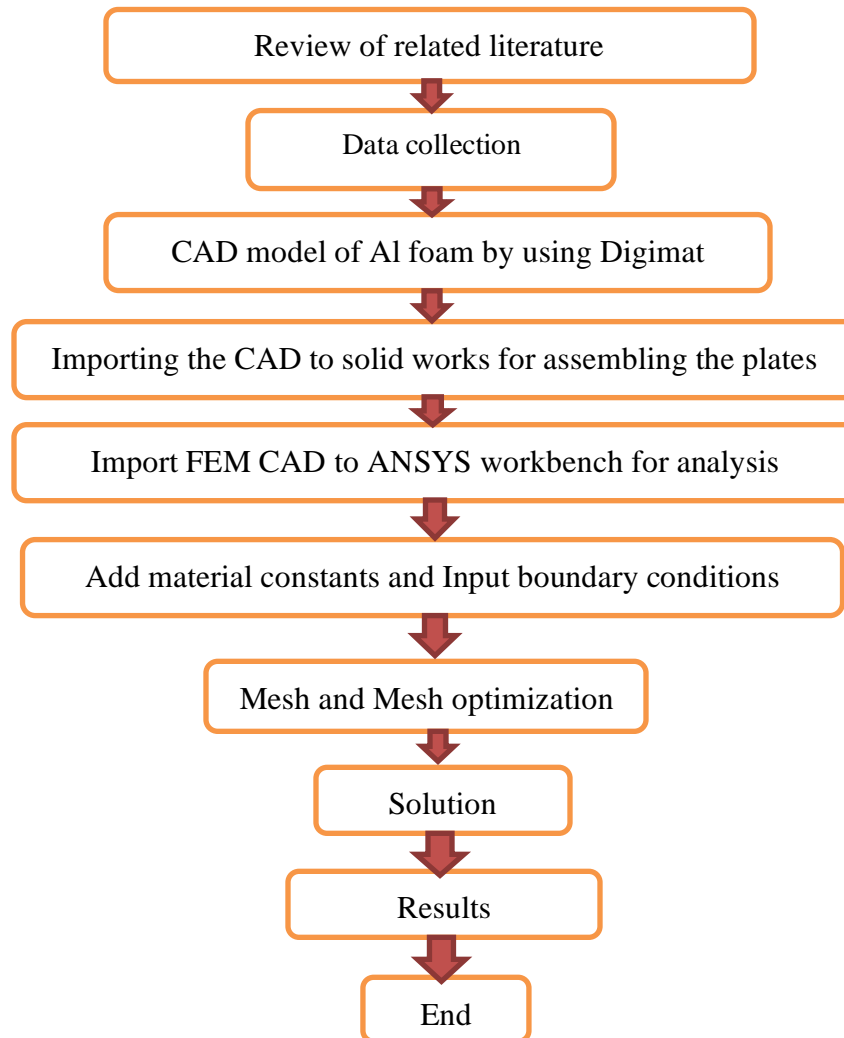 Review of related literature
Data collection
CAD model of Al foam by using Digimat
Importing the CAD to solid works for assembling the plates
Import FEM CAD to ANSYS workbench for analysis
Add material constants and Input boundary conditions
Mesh and Mesh optimization
Solution
Results
End